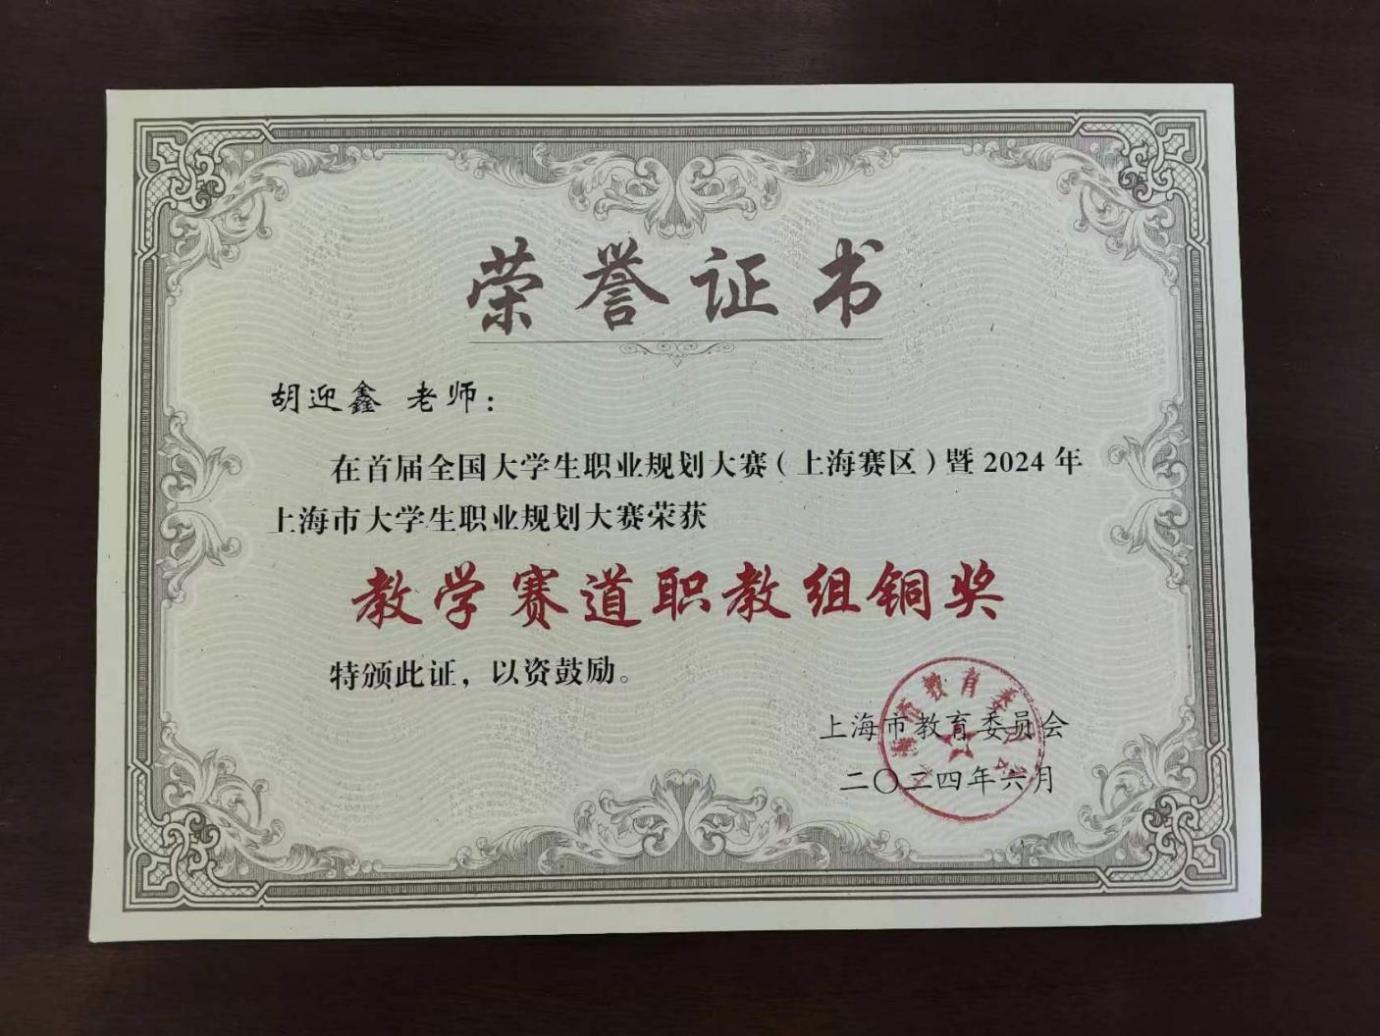 荣誉证书
胡迎鑫 老师：
在首届全国大学生职业规划大赛（上海赛区）暨2024年
上海市大学生职业规划大赛荣获
教学赛道职教组铜奖
特颁此证，以资鼓励。
上海市教育委员会
二〇二四年六月